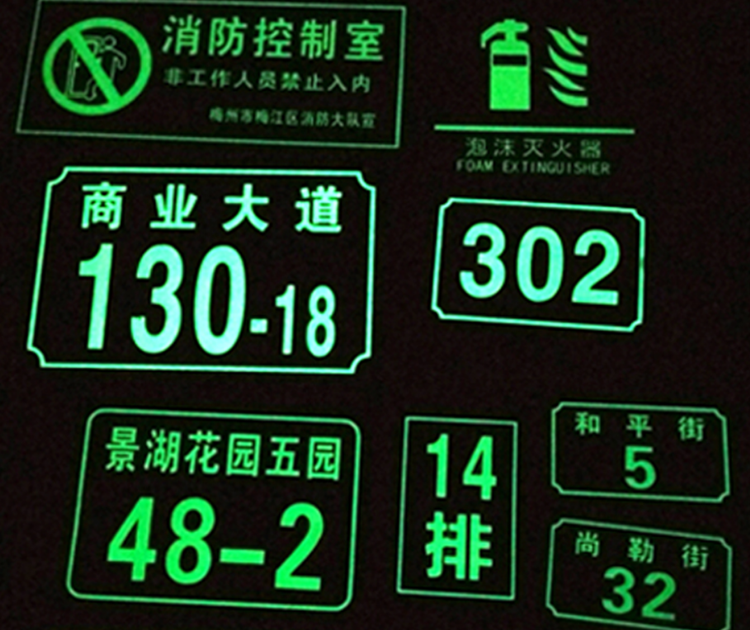 消防控制室
非工作人员禁止入内
梅州市梅江区消防大队宣
泡沫灭火器
FOAM EXTINGUISHER
商业大道
130-18
302
景湖花园五园
48-2
14
排
和平街
5
尚勒街
32